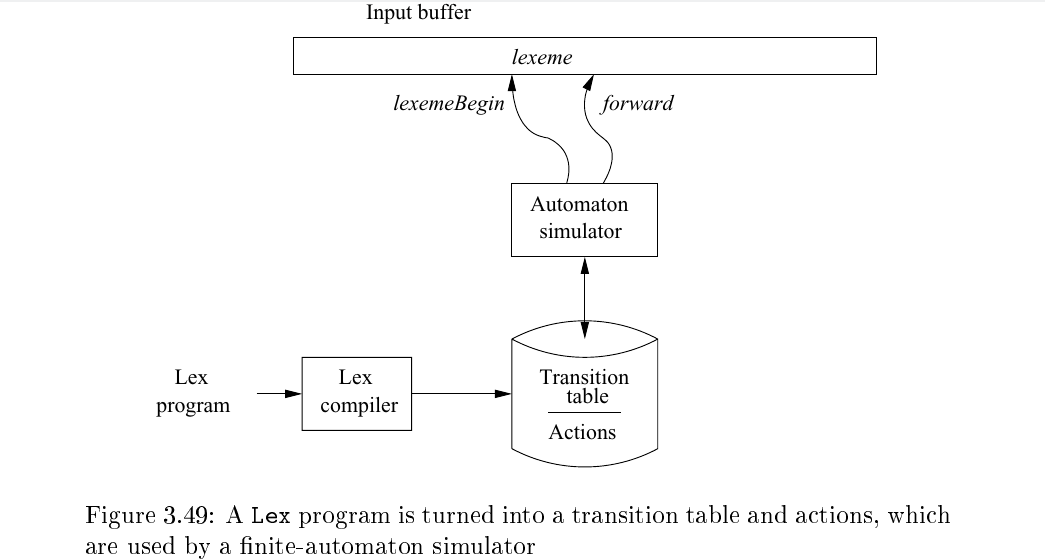 Input buffer
lexeme
lexemeBegin
forward
Automaton
simulator
Lex
program
Lex
compiler
Transition
table
Actions
Figure 3.49: A Lex program is turned into a transition table and actions, which
are used by a finite-automaton simulator